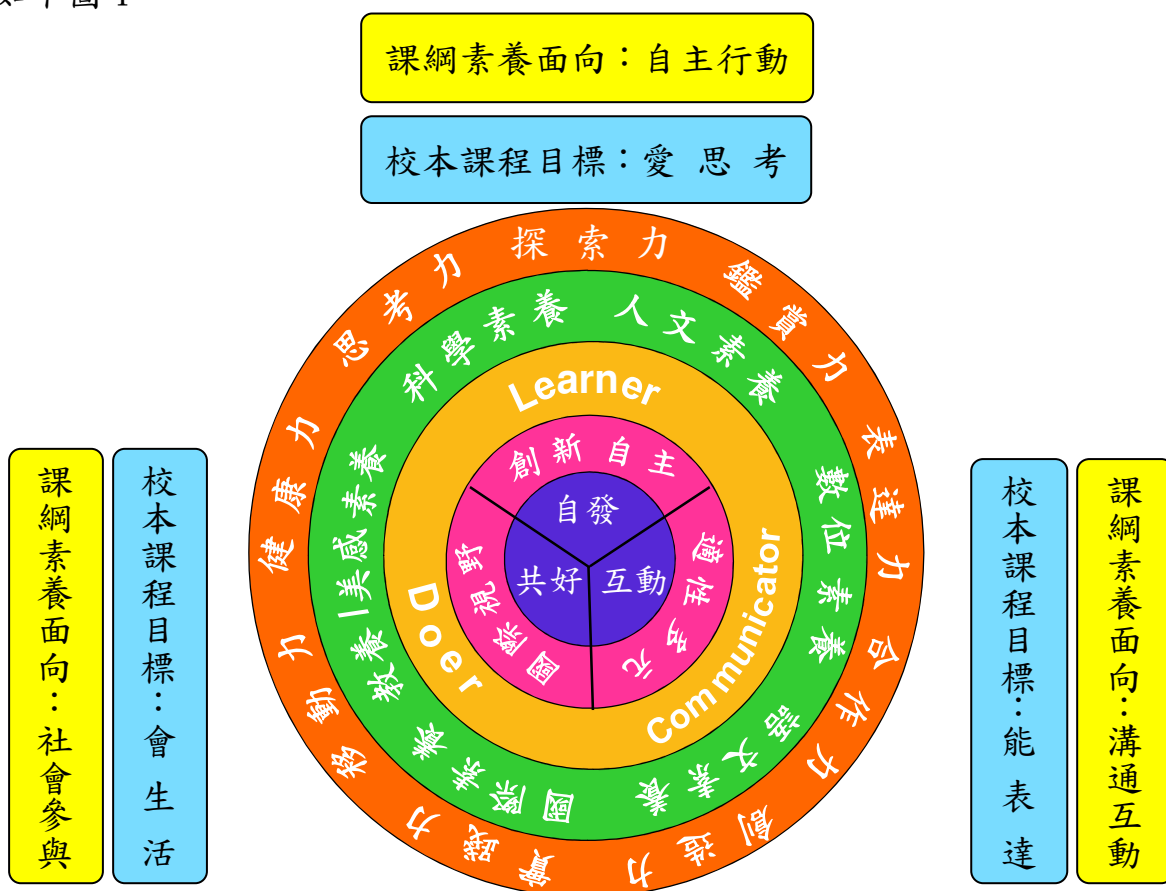 課綱素養面向：自主行動
校本課程目標：愛思考
探索力
鑑賞力
表達力
合作力
創造力
實踐力
移動力
健康力
思考力
科學素養
人文素養
數位素養
語文素養
國際素養
教養|美感素養
Learner
Communicator
Doer
創新自主
適性多元
國際視野
自發
互動
共好
課綱素養面向：社會參與
校本課程目標：會生活
校本課程目標：能表達
課綱素養面向：溝通互動